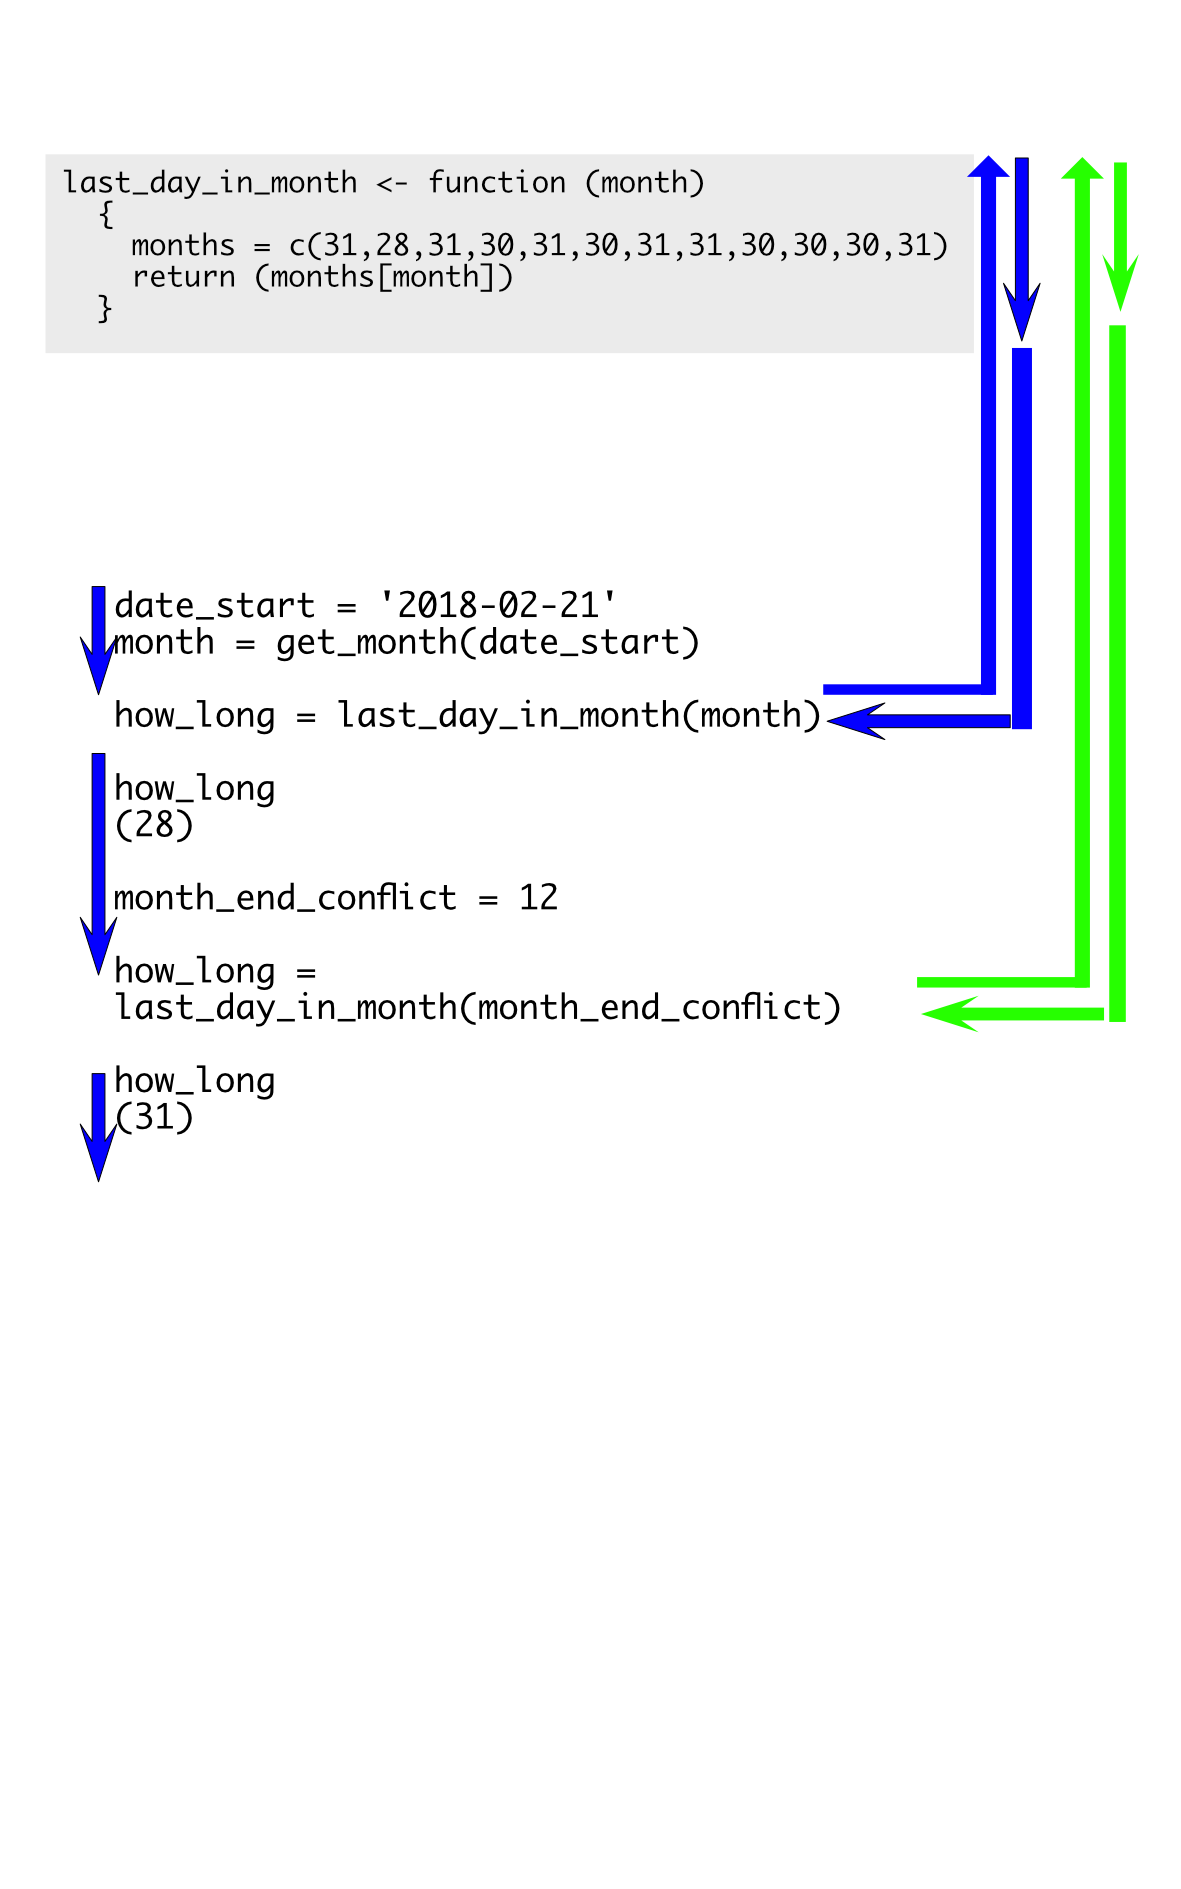 last_day_in_month <- function (month)
{
months = c(31,28,31,30,31,30,31,31,30,30,30,31)
return (months[month])
}
date_start = '2018-02-21'
month = get_month(date_start)
how_long = last_day_in_month(month)
how_long
(28)
month_end_conflict = 12
how_long =
last_day_in_month(month_end_conflict)
how_long
(31)